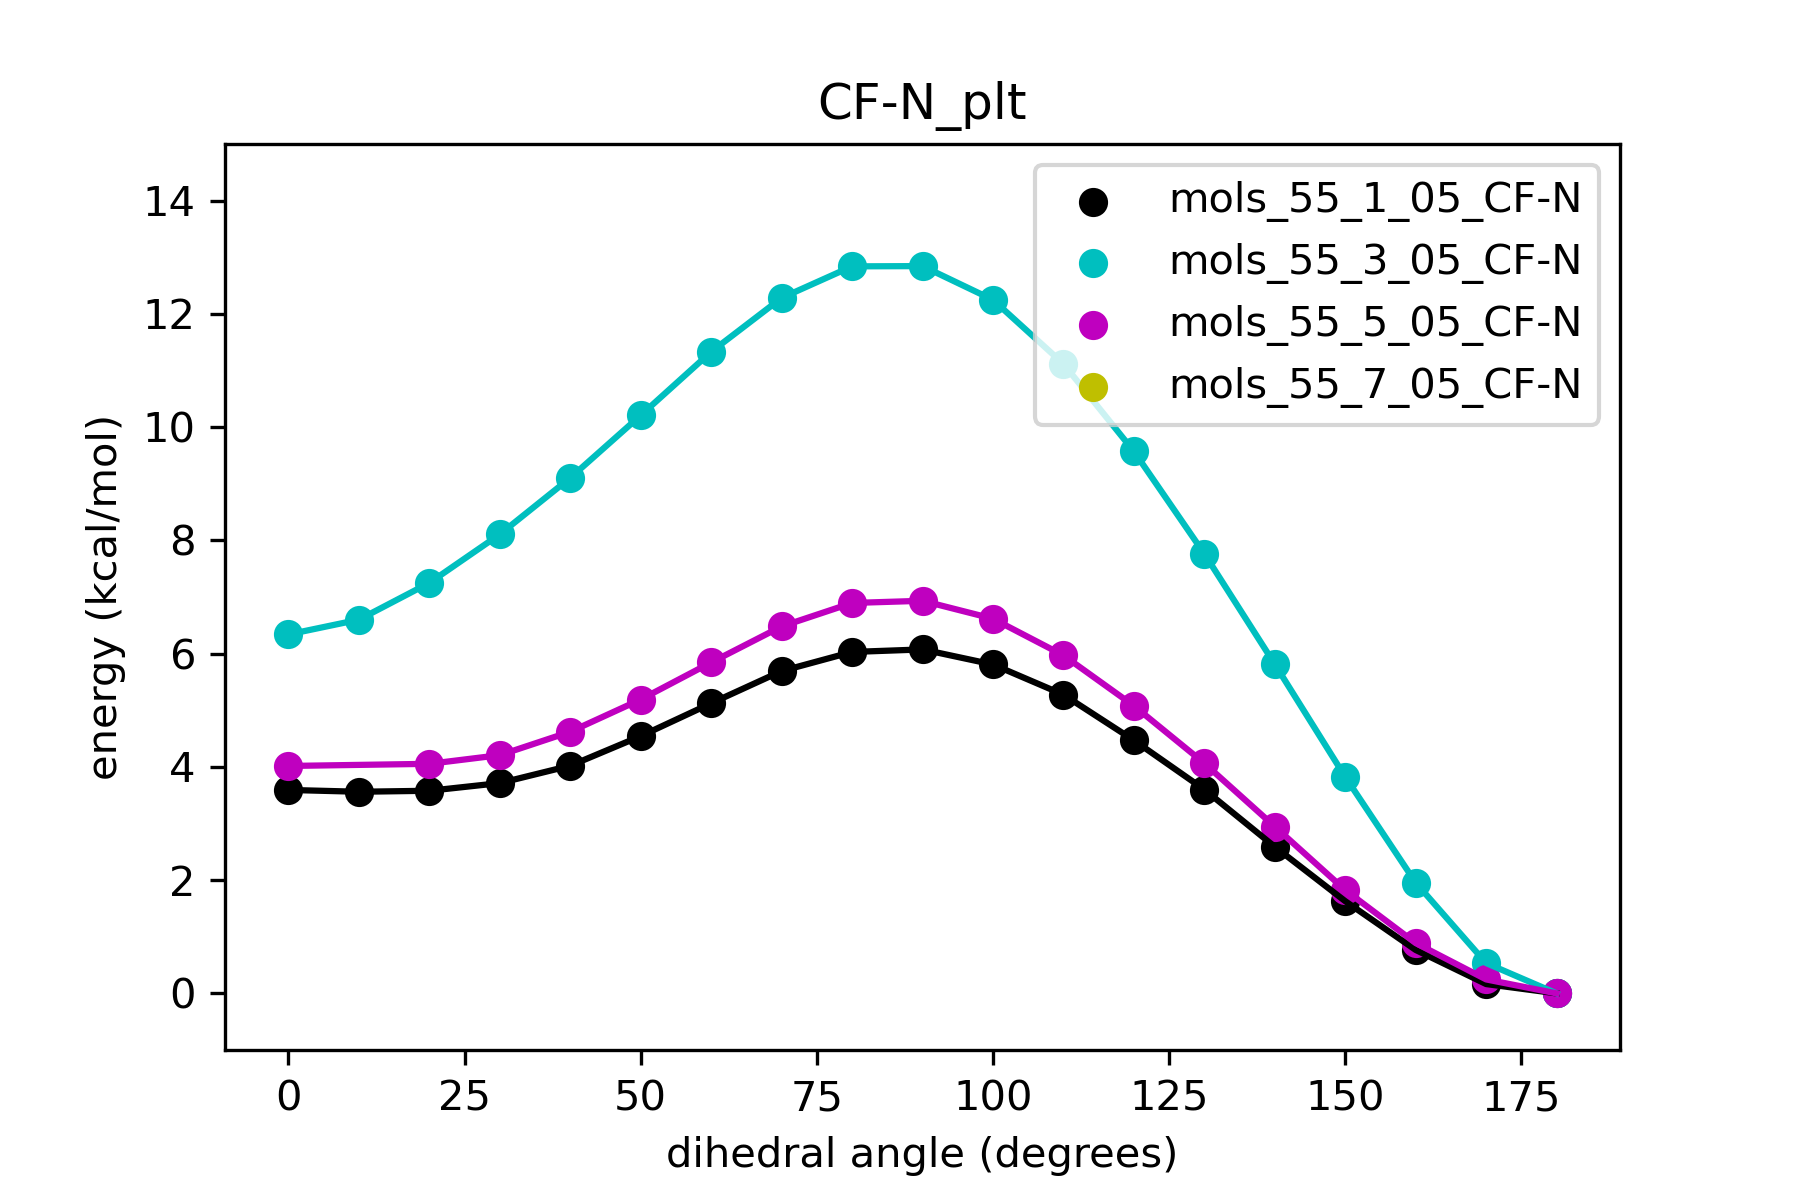 CF-N_plt
mols_55_1_05_CF-N
mols_55_3_05_CF-N
mols_55_5_05_CF-N
mols_55_7_05_CF-N
energy (kcal/mol)
14
12
10
8
6
4
2
0
0 25 50 75 100 125 150 175
dihedral angle (degrees)